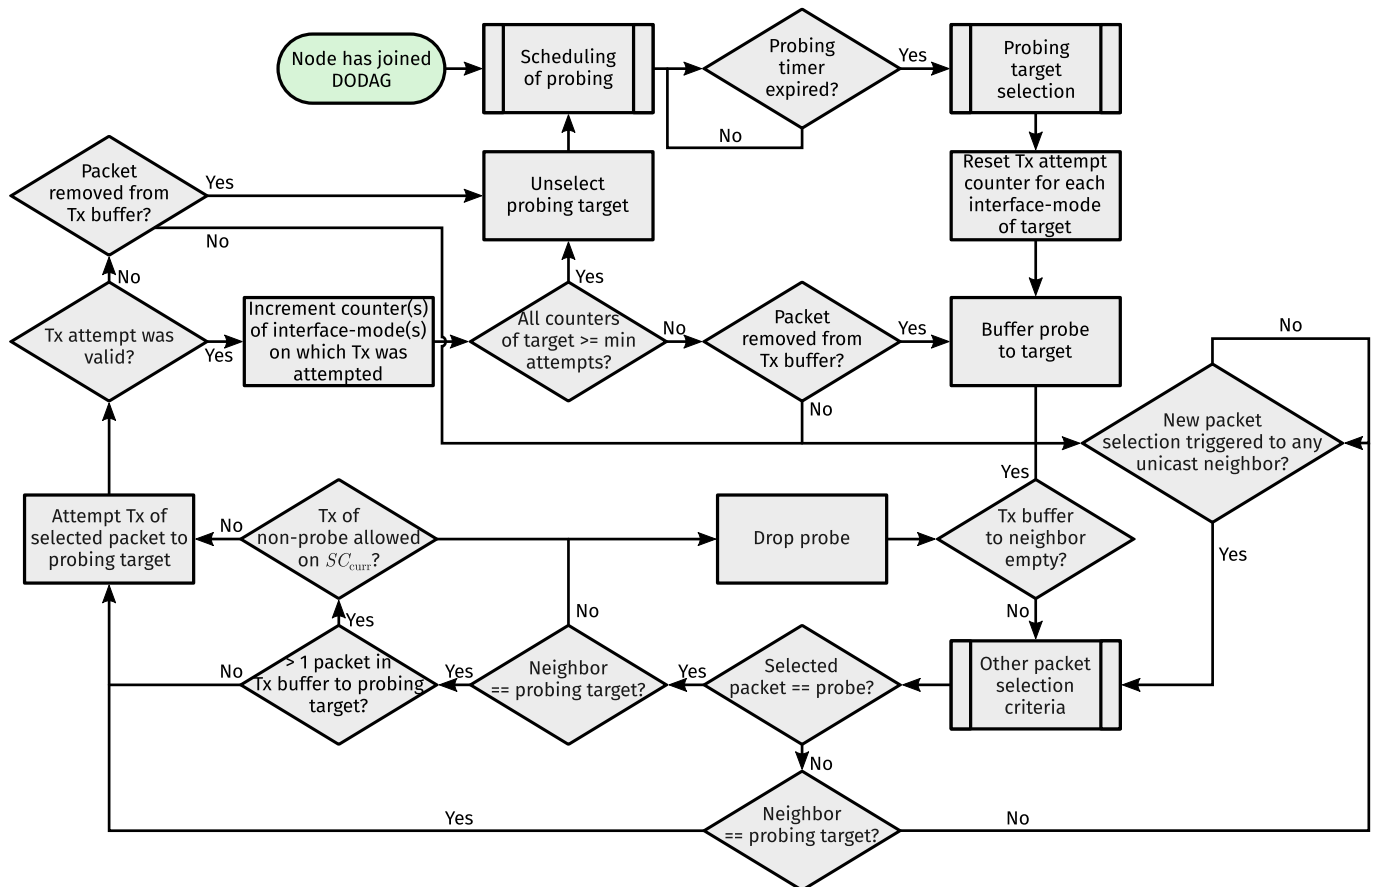 Node has joined
DODAG
Scheduling
of probing
Probing
timer
expired?
Yes
No
Probing
target
selection
Packet
removed from
Tx buffer?
Yes
No
Unselect
probing target
Reset Tx attempt
counter for each
interface-mode
of target
No
Tx attempt was
valid?
Yes
Increment counter(s)
of interface-mode(s)
on which Tx was
attempted
Yes
All counters
of target >= min
attempts?
No
Packet
removed from
Tx buffer?
Yes
No
Buffer probe
to target
No
New packet
selection triggered to any
unicast neighbor?
Yes
Attempt Tx of
selected packet to
probing target
No
Tx of
non-probe allowed
on SCcurr?
Drop probe
Yes
Tx buffer
to neighbor
empty?
No
Yes
No
> 1 packet in
Tx buffer to probing
target?
Yes
No
Neighbor
== probing target?
Yes
Selected
packet == probe?
No
Other packet
selection
criteria
Yes
Neighbor
== probing target?
No